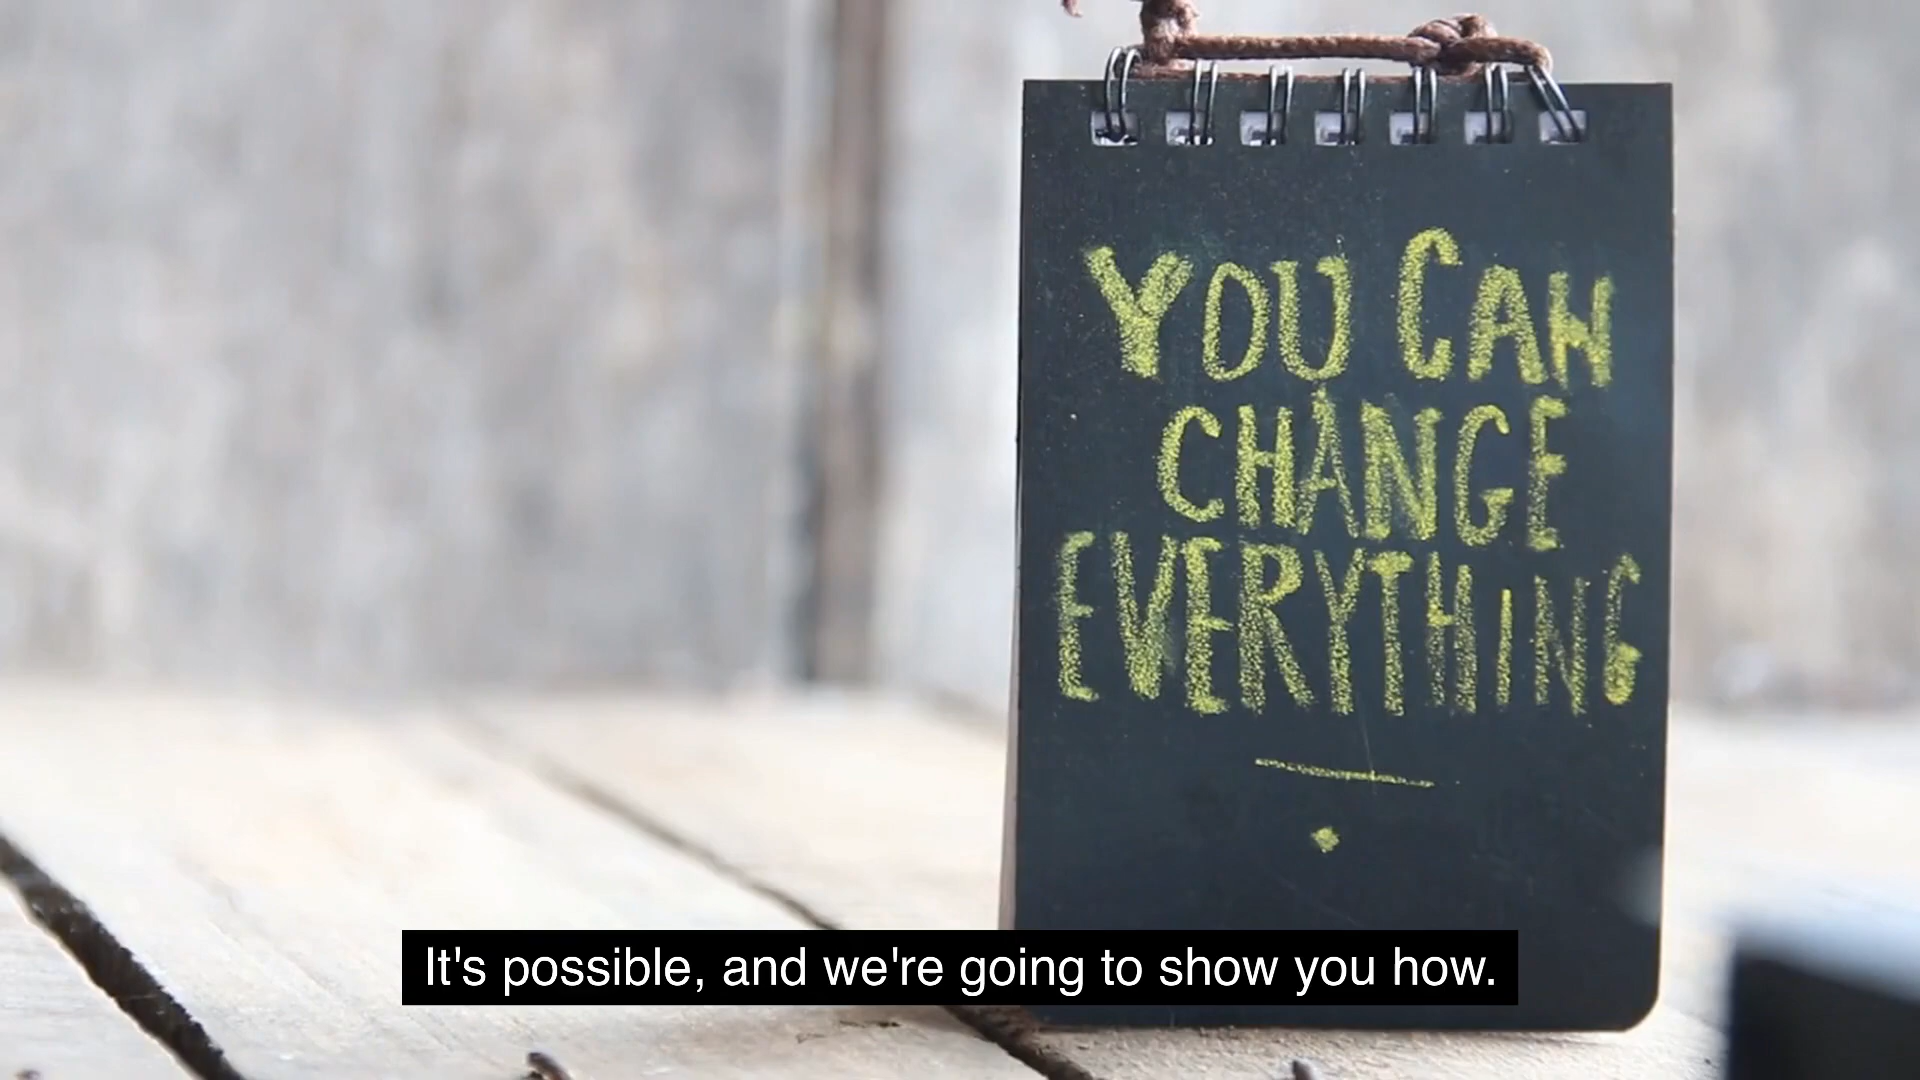 YOU CAN
CHANGE
EVERYTHING
It's possible, and we're going to show you how.